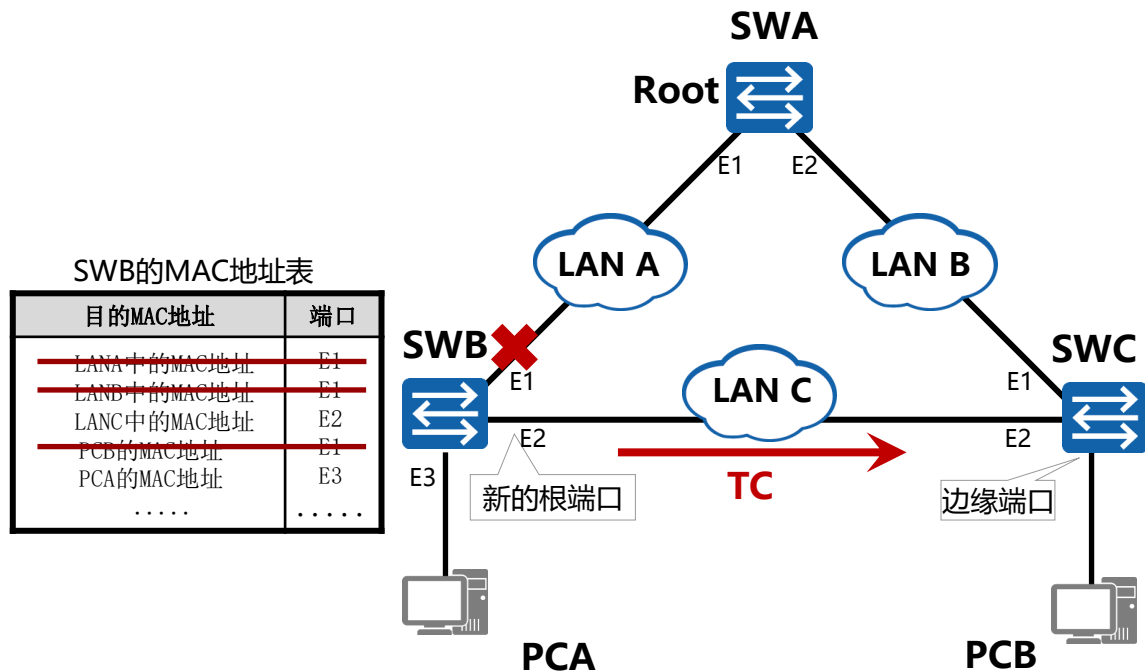 SWA
Root
E1
E2
LAN A
LAN B
SWB的MAC地址表
目的MAC地址 端口
LANA中的MAC地址 E1
LANB中的MAC地址 E1
LANC中的MAC地址 E2
PCB的MAC地址 E1
PCA的MAC地址 E3
..... .....
SWB
E1
SWC
E1
LAN C
E2
E2
E3
新的根端口
TC
边缘端口
PCA
PCB